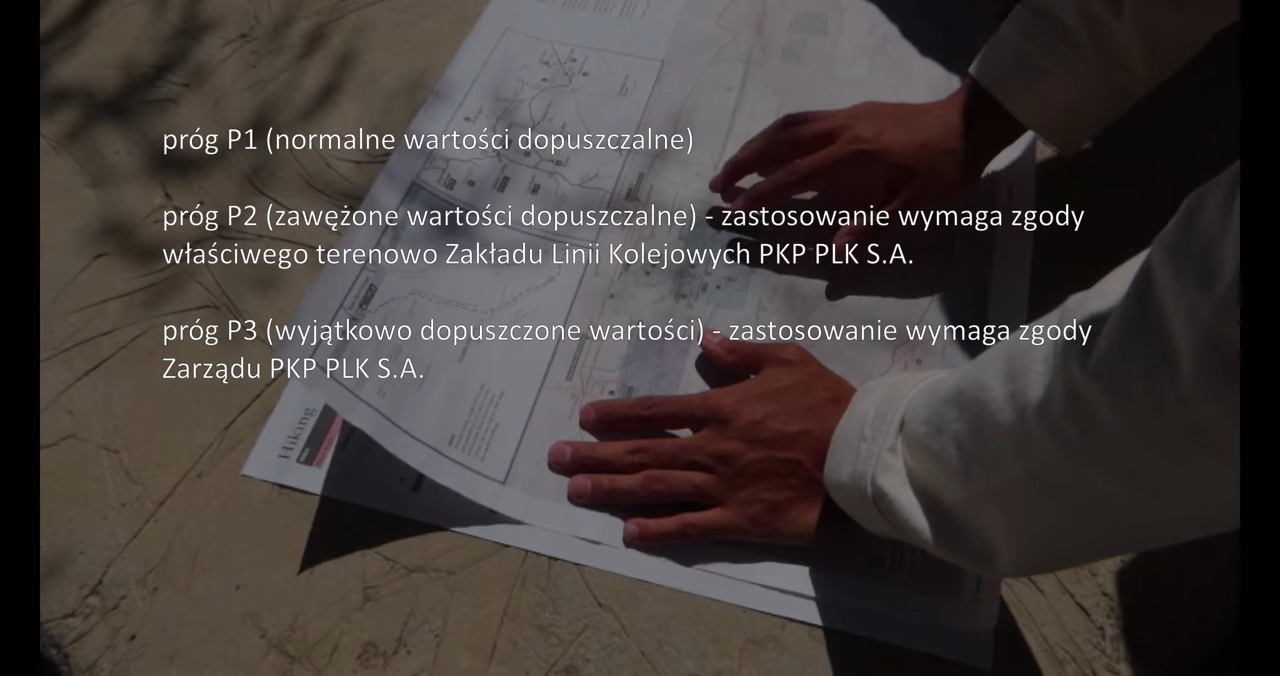 próg P1 (normalne wartości dopuszczalne)
próg P2 (zawężone wartości dopuszczalne) - zastosowanie wymaga zgody
właściwego terenowo Zakładu Linii Kolejowych PKP PLK S.A.
próg P3 (wyjątkowo dopuszczone wartości) - zastosowanie wymaga zgody
Zarządu PKP PLK S.A.
Hiking